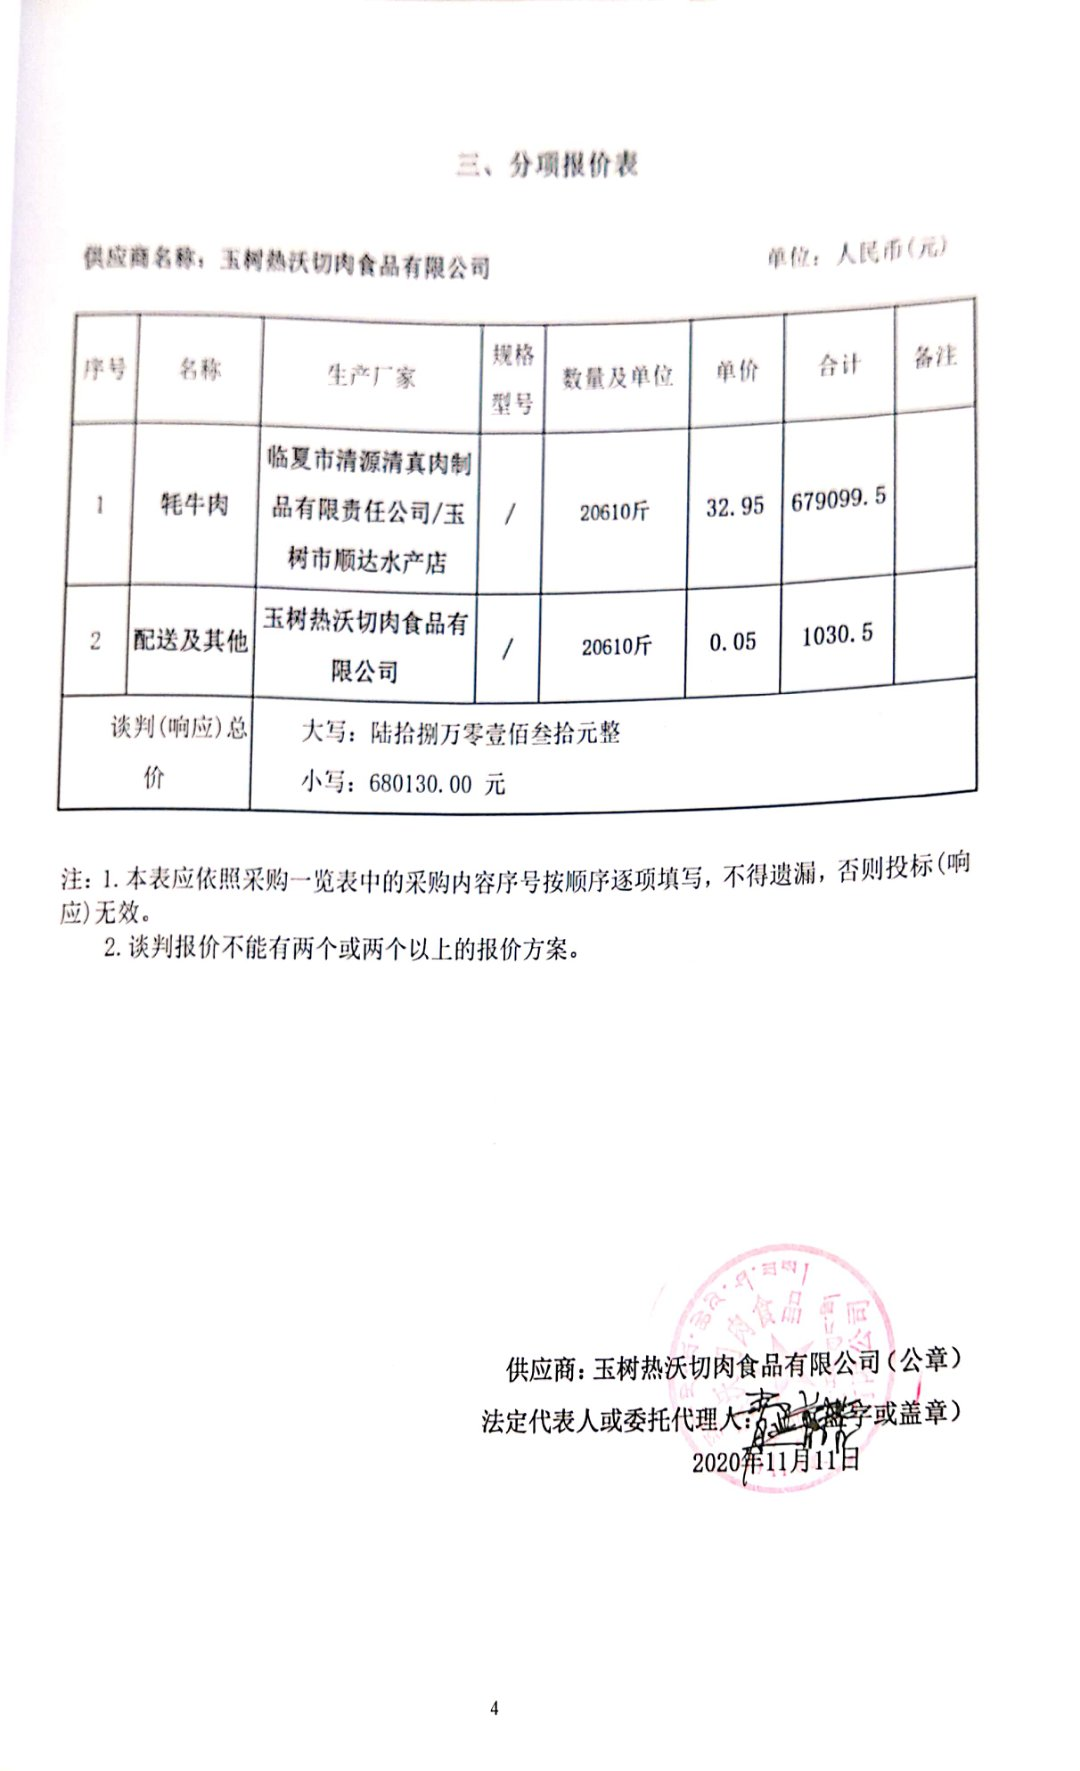 三、分项报价表
供应商名称：玉树热沃切肉食品有限公司 单位：人民币(元)
序号 名称 生产厂家 规格型号 数量及单位 单价 合计 备注
1 牦牛肉 临夏市清源清真肉制品有限责任公司/玉树市顺达水产店 / 20610斤 32.95 679099.5
2 配送及其他 玉树热沃切肉食品有限公司 / 20610斤 0.05 1030.5
谈判(响应)总价
大写：陆拾捌万零壹佰叁拾元整
小写：680130.00 元
注：1.本表应依照采购一览表中的采购内容序号按顺序逐项填写，不得遗漏，否则投标(响
应)无效。
2.谈判报价不能有两个或两个以上的报价方案。
供应商：玉树热沃切肉食品有限公司（公章）
法定代表人或委托代理人： 签字或盖章）
2020年11月11日
4